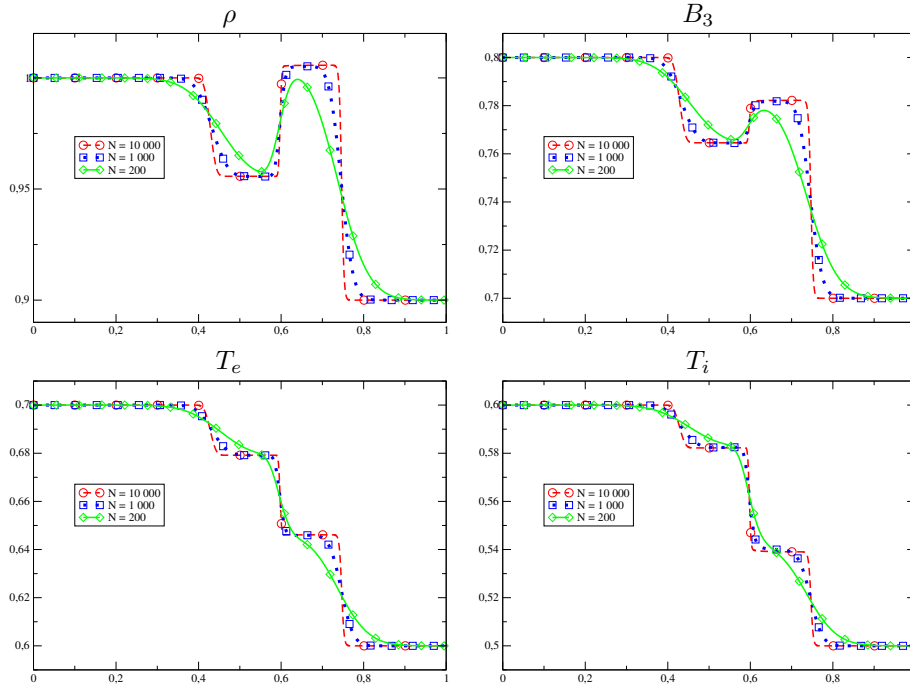 ρ
1
0,95
0,9
N = 10 000
N = 1 000
N = 200
0 0,2 0,4 0,6 0,8 1
B₃
0,8
0,78
0,76
0,74
0,72
0,7
N = 10 000
N = 1 000
N = 200
0 0,2 0,4 0,6 0,8
Tₑ
0,7
0,68
0,66
0,64
0,62
0,6
N = 10 000
N = 1 000
N = 200
0 0,2 0,4 0,6 0,8 1
Tᵢ
0,6
0,58
0,56
0,54
0,52
0,5
N = 10 000
N = 1 000
N = 200
0 0,2 0,4 0,6 0,8